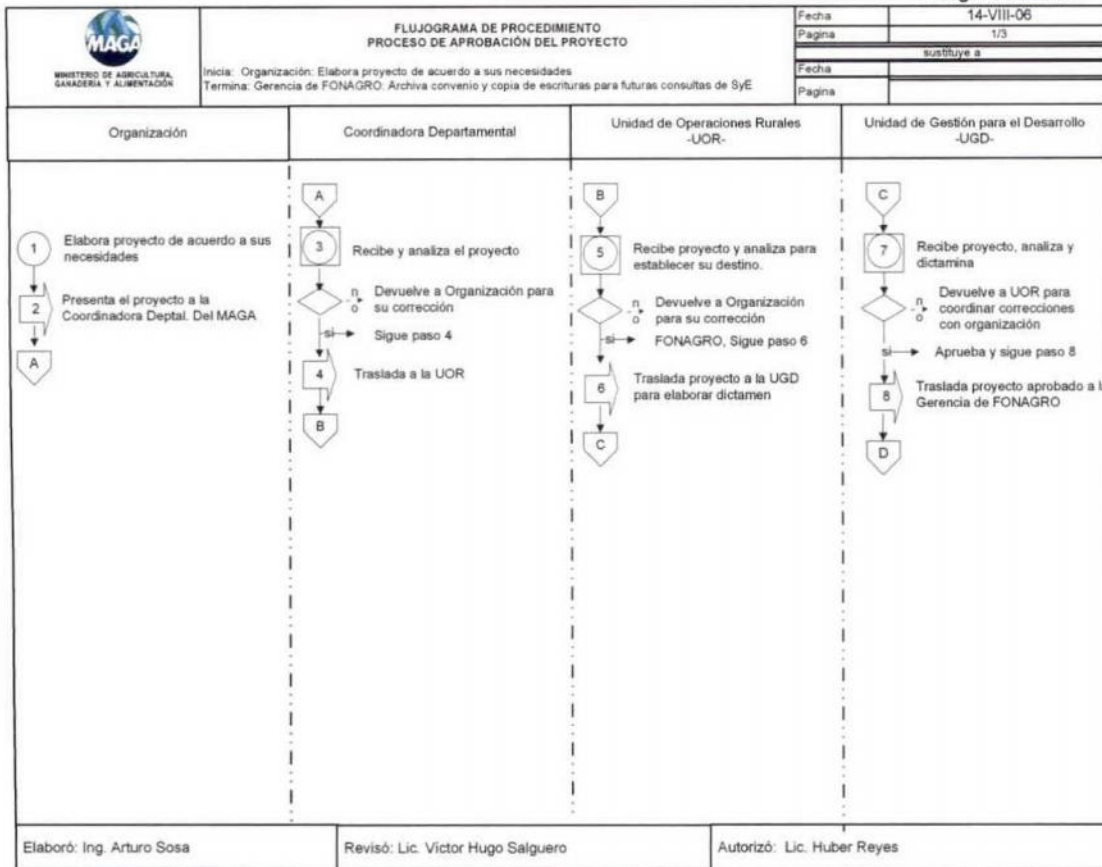 MAGA
MINISTERIO DE AGRICULTURA,
GANADERÍA Y ALIMENTACIÓN
FLUJOGRAMA DE PROCEDIMIENTO
PROCESO DE APROBACIÓN DEL PROYECTO
Inicia: Organización: Elabora proyecto de acuerdo a sus necesidades
Termina: Gerencia de FONAGRO: Archiva convenio y copia de escrituras para futuras consultas de SyE
Fecha 14-VIII-06
Pagina 1/3
sustituye a
Fecha
Pagina
Organización
Coordinadora Departamental
Unidad de Operaciones Rurales
-UOR-
Unidad de Gestión para el Desarrollo
-UGD-
1
Elabora proyecto de acuerdo a sus
necesidades
2
Presenta el proyecto a la
Coordinadora Deptal. Del MAGA
A
A
3
Recibe y analiza el proyecto
no
Devuelve a Organización para
su corrección
si
Sigue paso 4
4
Traslada a la UOR
B
B
5
Recibe proyecto y analiza para
establecer su destino.
no
Devuelve a Organización
para su corrección
si
FONAGRO, Sigue paso 6
6
Traslada proyecto a la UGD
para elaborar dictamen
C
C
7
Recibe proyecto, analiza y
dictamina
no
Devuelve a UOR para
coordinar correcciones
con organización
si
Aprueba y sigue paso 8
8
Traslada proyecto aprobado a l
Gerencia de FONAGRO
D
Elaboró: Ing. Arturo Sosa
Revisó: Lic. Victor Hugo Salguero
Autorizó: Lic. Huber Reyes